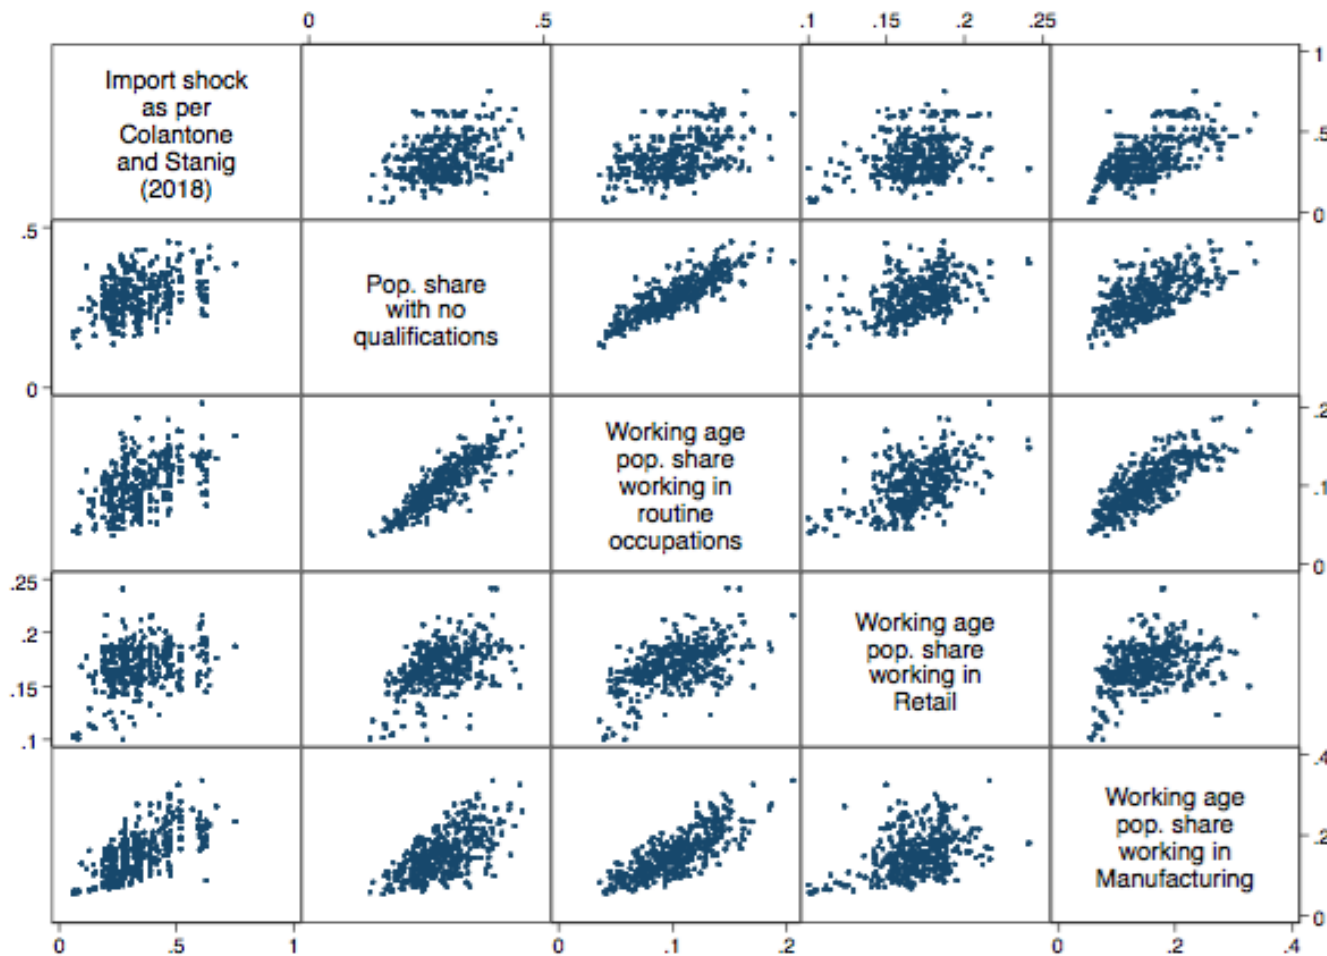 0 .5 .1 .15 .2 .25
Import shock
as per
Colantone
and Stanig
(2018)
1
.5
0
.5
0
Pop. share
with no
qualifications
Working age
pop. share
working in
routine
occupations
.2
.1
0
.25
.2
.15
.1
Working age
pop. share
working in
Retail
Working age
pop. share
working in
Manufacturing
.4
.2
0
0 .5 1 0 .1 .2 0 .2 .4